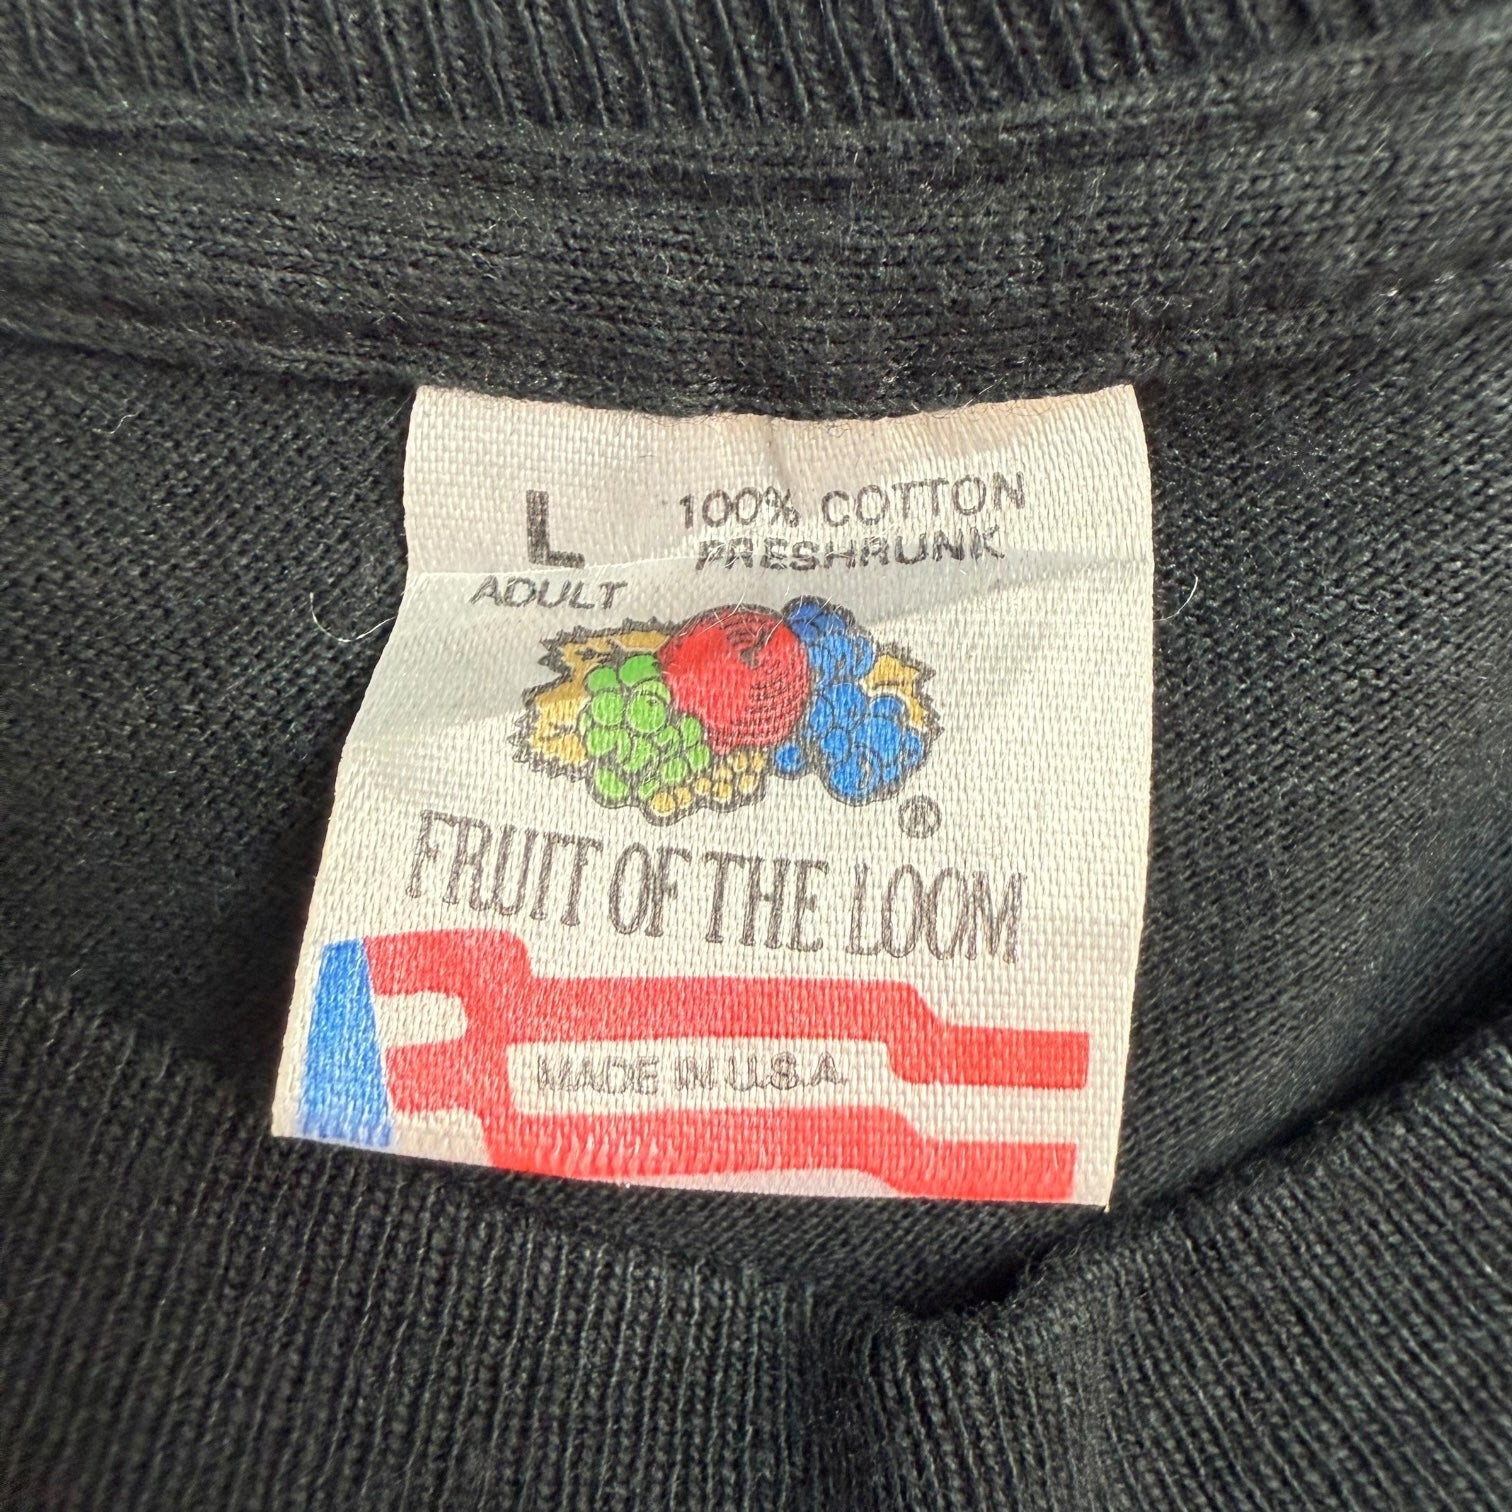 L
ADULT
100% COTTON
PRESHRUNK
®
FRUIT OF THE LOOM
MADE IN U.S.A.